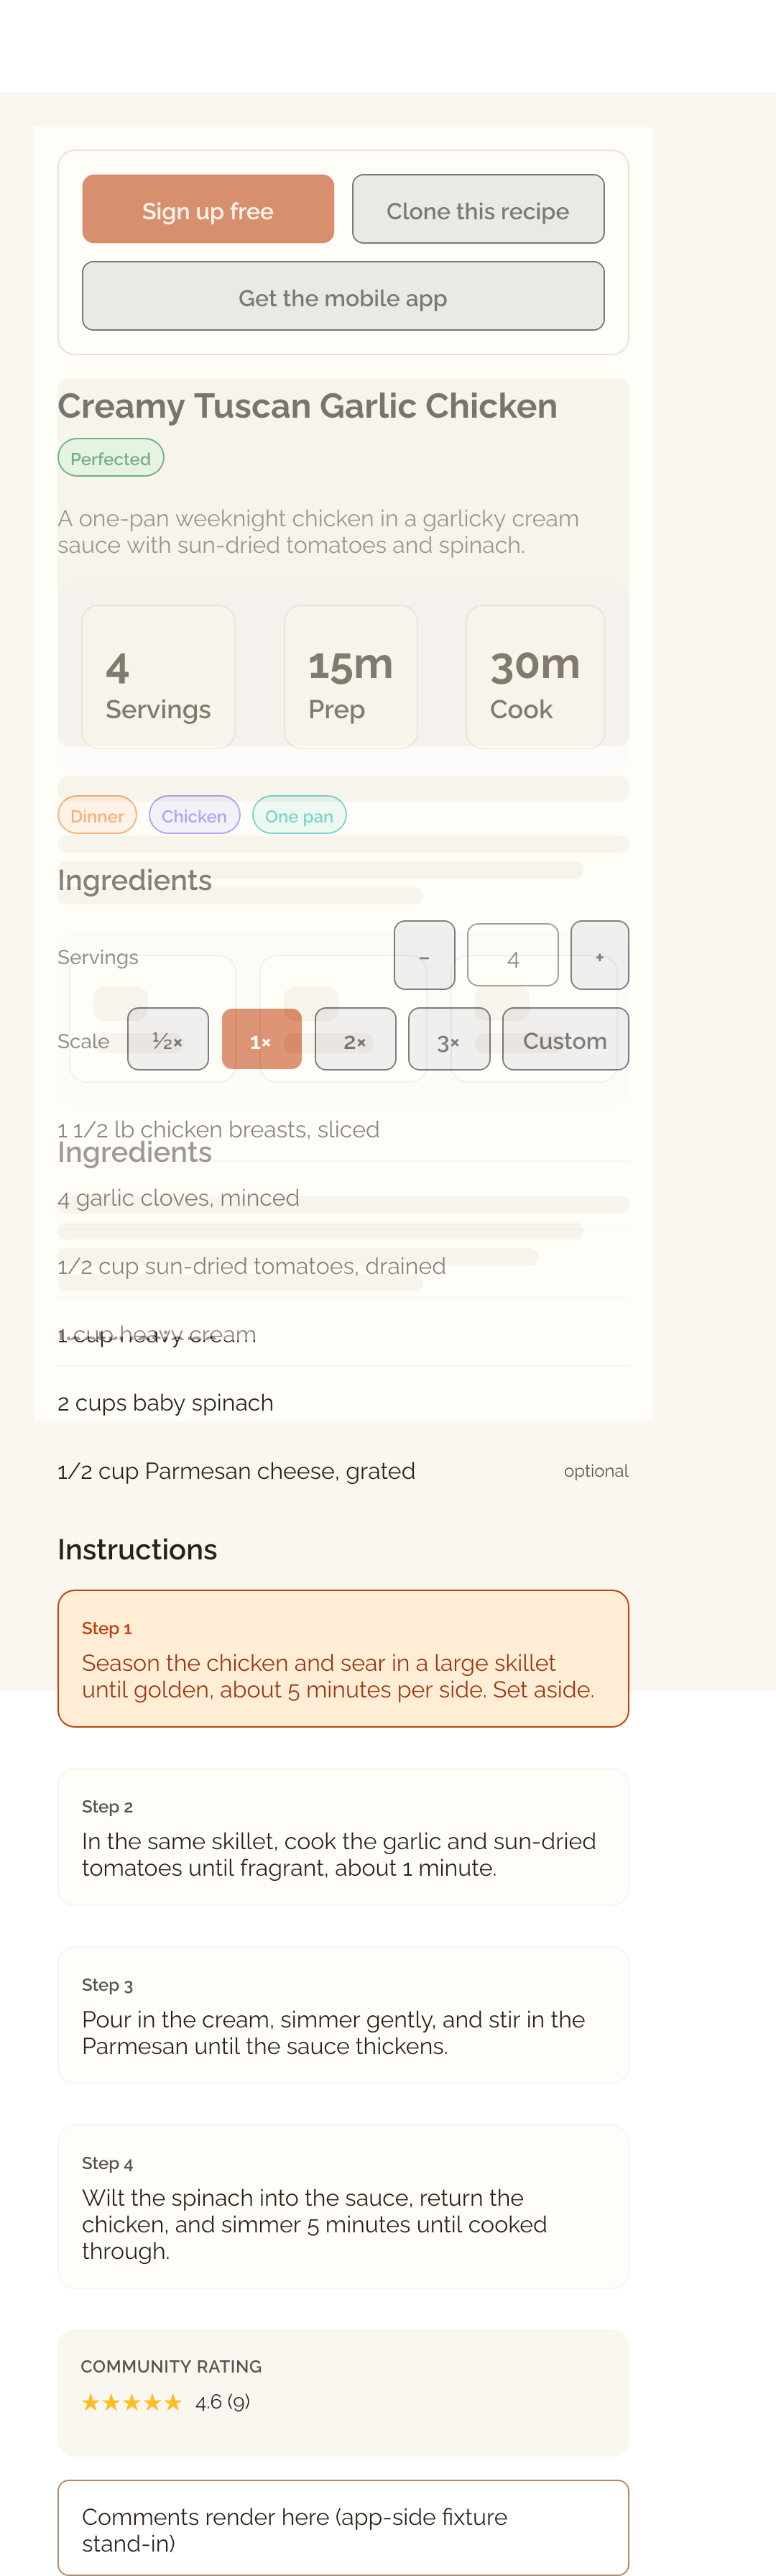 Sign up free
Clone this recipe
Get the mobile app
Creamy Tuscan Garlic Chicken
Perfected
A one-pan weeknight chicken in a garlicky cream
sauce with sun-dried tomatoes and spinach.
4
Servings
15m
Prep
30m
Cook
Dinner
Chicken
One pan
Ingredients
Servings
–
4
+
Scale
½×
1×
2×
3×
Custom
1 1/2 lb chicken breasts, sliced
Ingredients
4 garlic cloves, minced
1/2 cup sun-dried tomatoes, drained
1 cup heavy cream
2 cups baby spinach
1/2 cup Parmesan cheese, grated
optional
Instructions
Step 1
Season the chicken and sear in a large skillet
until golden, about 5 minutes per side. Set aside.
Step 2
In the same skillet, cook the garlic and sun-dried
tomatoes until fragrant, about 1 minute.
Step 3
Pour in the cream, simmer gently, and stir in the
Parmesan until the sauce thickens.
Step 4
Wilt the spinach into the sauce, return the
chicken, and simmer 5 minutes until cooked
through.
COMMUNITY RATING
★★★★★ 4.6 (9)
Comments render here (app-side fixture
stand-in)